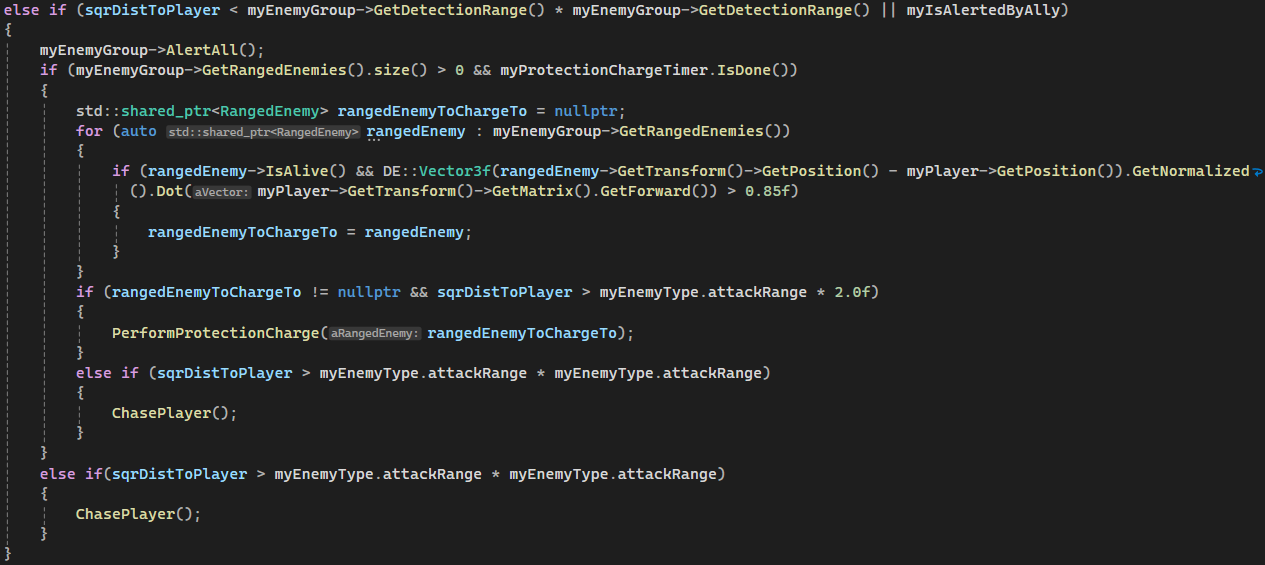 else if (sqrDistToPlayer < myEnemyGroup->GetDetectionRange() * myEnemyGroup->GetDetectionRange() || myIsAlertedByAlly)
{
    myEnemyGroup->AlertAll();
    if (myEnemyGroup->GetRangedEnemies().size() > 0 && myProtectionChargeTimer.IsDone())
    {
        std::shared_ptr<RangedEnemy> rangedEnemyToChargeTo = nullptr;
        for (auto std::shared_ptr<RangedEnemy> rangedEnemy : myEnemyGroup->GetRangedEnemies())
        {
            if (rangedEnemy->IsAlive() && DE::Vector3f(rangedEnemy->GetTransform()->GetPosition() - myPlayer->GetPosition()).GetNormalized
              ().Dot(aVector: myPlayer->GetTransform()->GetMatrix().GetForward()) > 0.85f)
            {
                rangedEnemyToChargeTo = rangedEnemy;
            }
        }
        if (rangedEnemyToChargeTo != nullptr && sqrDistToPlayer > myEnemyType.attackRange * 2.0f)
        {
            PerformProtectionCharge(aRangedEnemy: rangedEnemyToChargeTo);
        }
        else if (sqrDistToPlayer > myEnemyType.attackRange * myEnemyType.attackRange)
        {
            ChasePlayer();
        }
    }
    else if(sqrDistToPlayer > myEnemyType.attackRange * myEnemyType.attackRange)
    {
        ChasePlayer();
    }
}